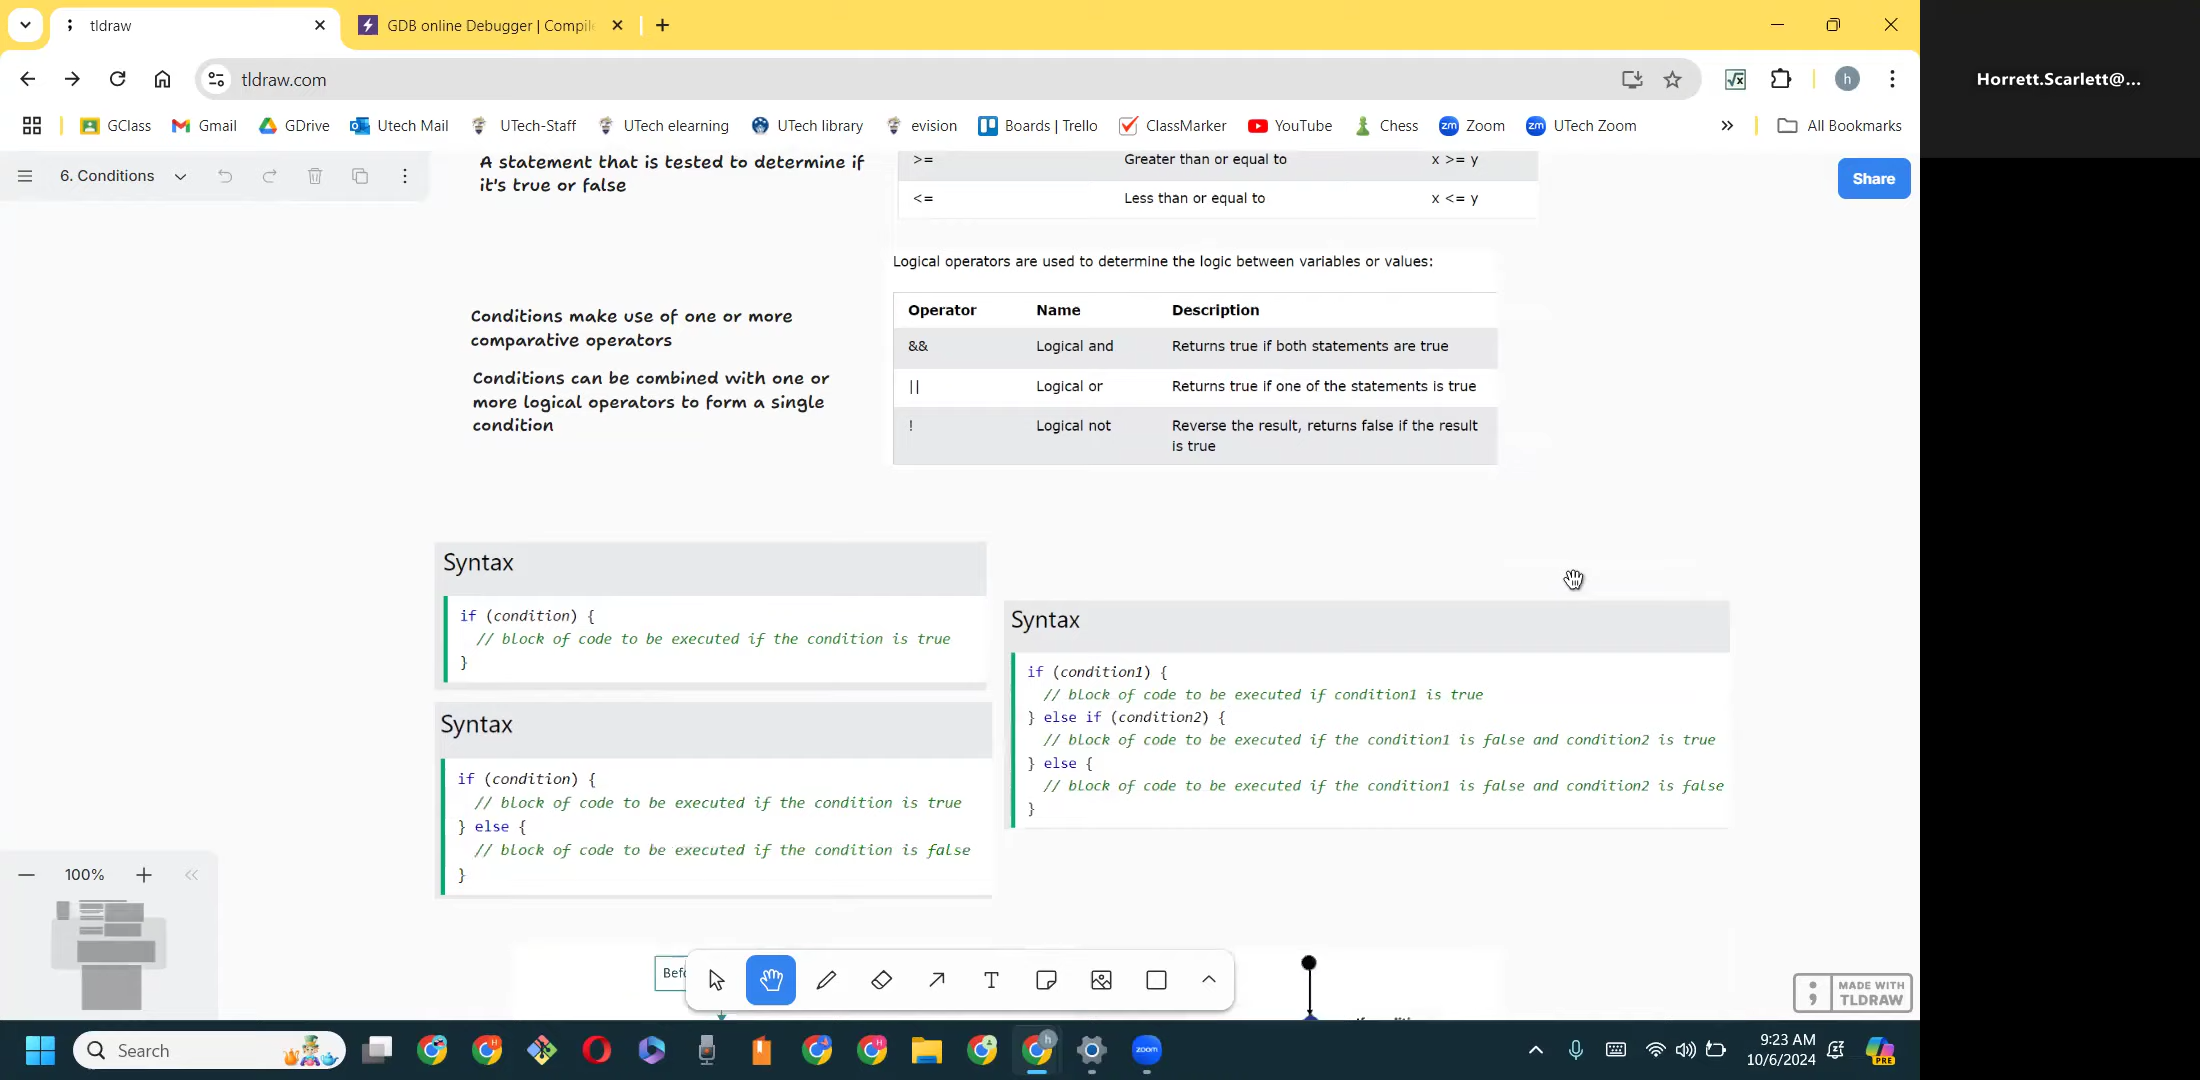 tldraw
GDB online Debugger | Compile
tldraw.com
h
Horrett.Scarlett@...
GClass
Gmail
GDrive
Utech Mail
UTech-Staff
UTech elearning
UTech library
evision
Boards | Trello
ClassMarker
YouTube
Chess
Zoom
UTech Zoom
All Bookmarks
6. Conditions
Share
A statement that is tested to determine if
it's true or false
>= Greater than or equal to x >= y
<= Less than or equal to x <= y
Logical operators are used to determine the logic between variables or values:
Conditions make use of one or more
comparative operators
Conditions can be combined with one or
more logical operators to form a single
condition
Operator Name Description
&& Logical and Returns true if both statements are true
|| Logical or Returns true if one of the statements is true
! Logical not Reverse the result, returns false if the result
is true
Syntax
if (condition) {
// block of code to be executed if the condition is true
}
Syntax
if (condition) {
// block of code to be executed if the condition is true
} else {
// block of code to be executed if the condition is false
}
Syntax
if (condition1) {
// block of code to be executed if condition1 is true
} else if (condition2) {
// block of code to be executed if the condition1 is false and condition2 is true
} else {
// block of code to be executed if the condition1 is false and condition2 is false
}
100%
Bef
T
MADE WITH
TLDRAW
Search
zoom
9:23 AM
10/6/2024
PRE